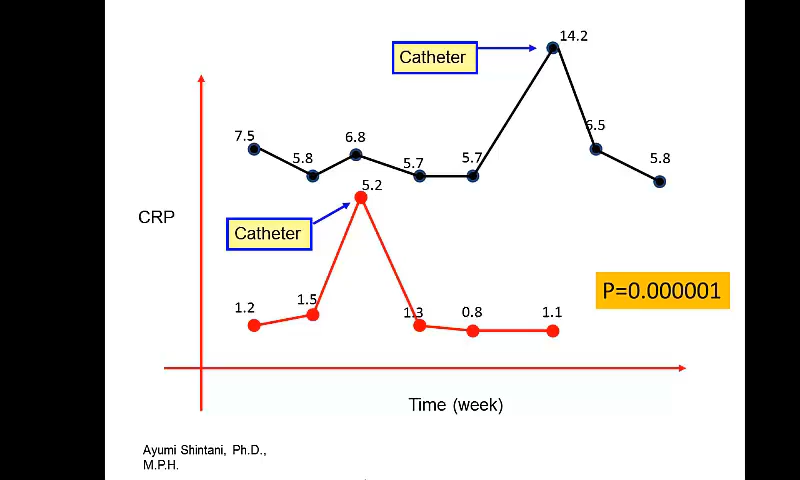 14.2
Catheter
7.5
5.8
6.8
5.7
5.7
6.5
5.8
5.2
CRP
Catheter
1.2
1.5
1.3
0.8
1.1
P=0.000001
Time (week)
Ayumi Shintani, Ph.D.,
M.P.H.